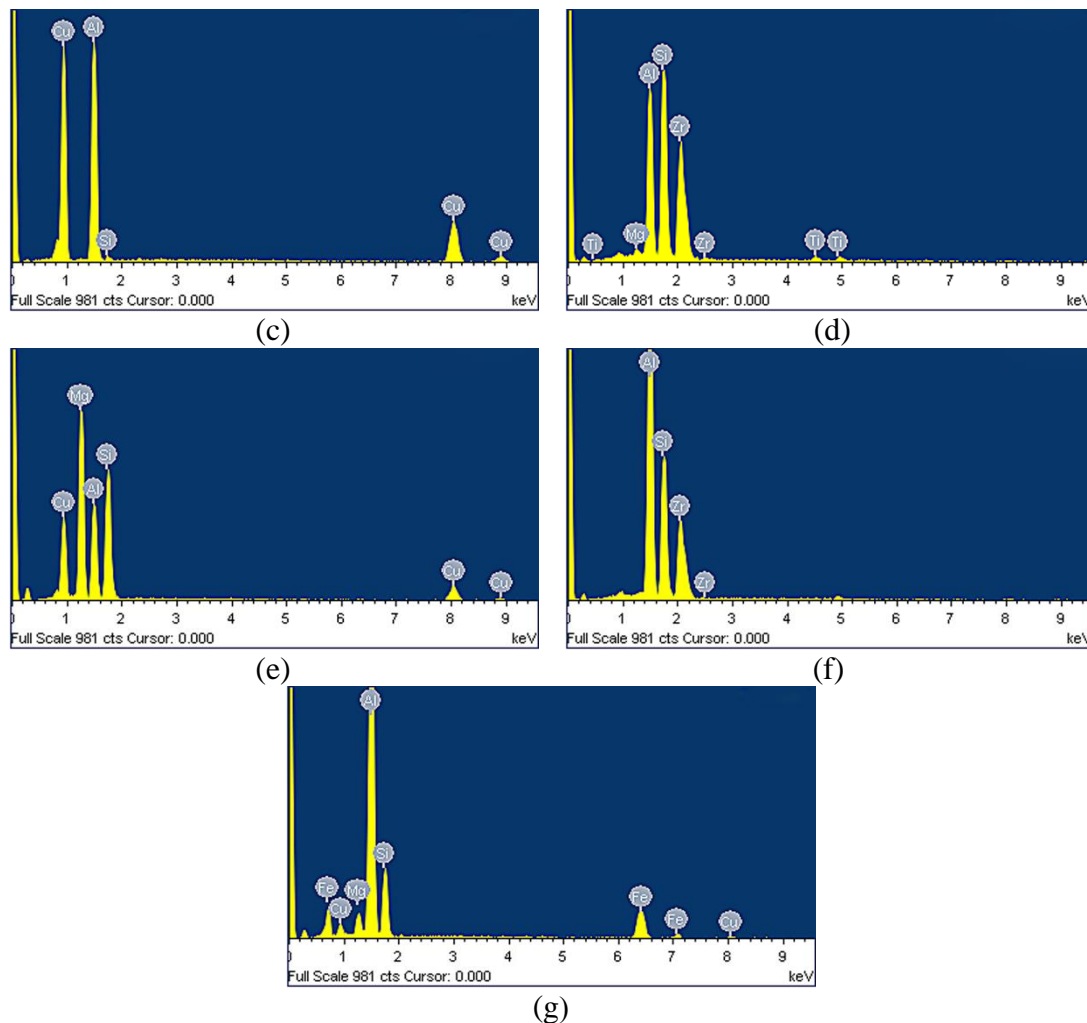 Cu Al Si Cu Cu
0 1 2 3 4 5 6 7 8 9
Full Scale 981 cts Cursor: 0.000 keV
(c)
Ti Mg Al Si Zr Zr Ti Ti
0 1 2 3 4 5 6 7 8 9
Full Scale 981 cts Cursor: 0.000 keV
(d)
Cu Mg Al Si Cu Cu
0 1 2 3 4 5 6 7 8 9
Full Scale 981 cts Cursor: 0.000 keV
(e)
Al Si Zr Zr
0 1 2 3 4 5 6 7 8 9
Full Scale 981 cts Cursor: 0.000 keV
(f)
Fe Cu Mg Al Si Fe Fe Cu
0 1 2 3 4 5 6 7 8 9
Full Scale 981 cts Cursor: 0.000 keV
(g)